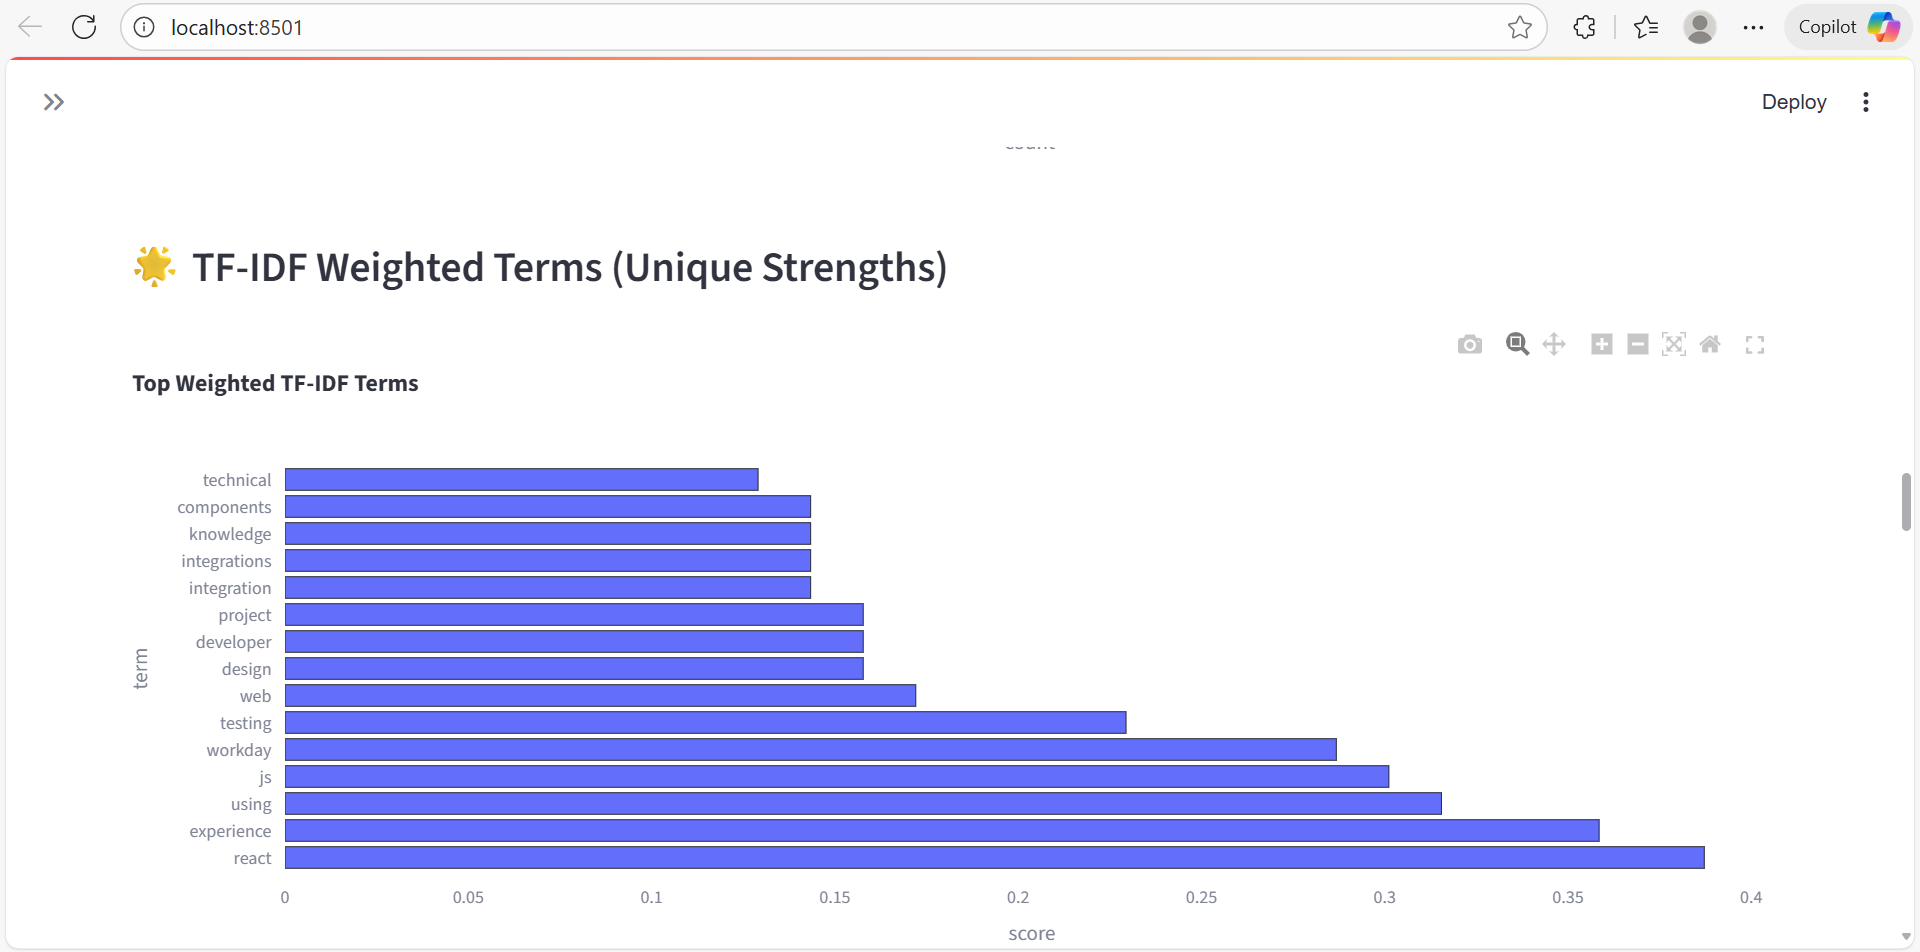 localhost:8501
Copilot
Deploy
TF-IDF Weighted Terms (Unique Strengths)
Top Weighted TF-IDF Terms
technical
components
knowledge
integrations
integration
project
developer
design
web
testing
workday
js
using
experience
react
term
0 0.05 0.1 0.15 0.2 0.25 0.3 0.35 0.4
score